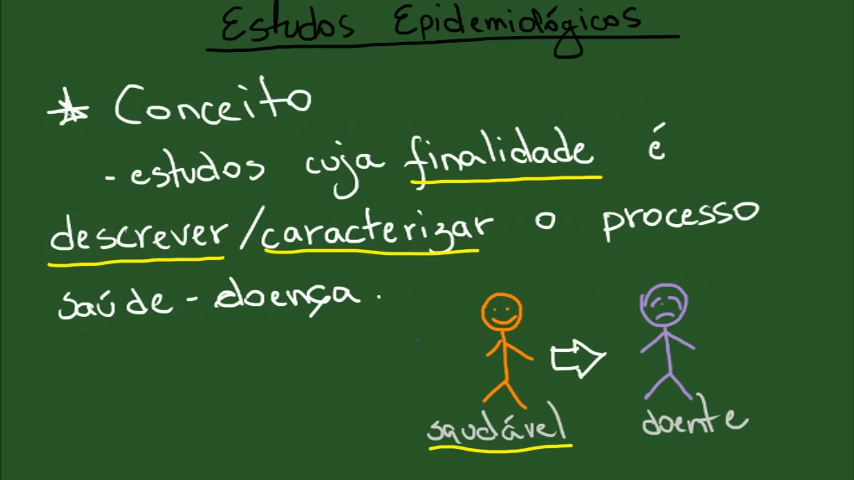 Estudos Epidemiológicos
* Conceito
- estudos cuja finalidade é
descrever / caracterizar o processo
saúde - doença.
saudável doente